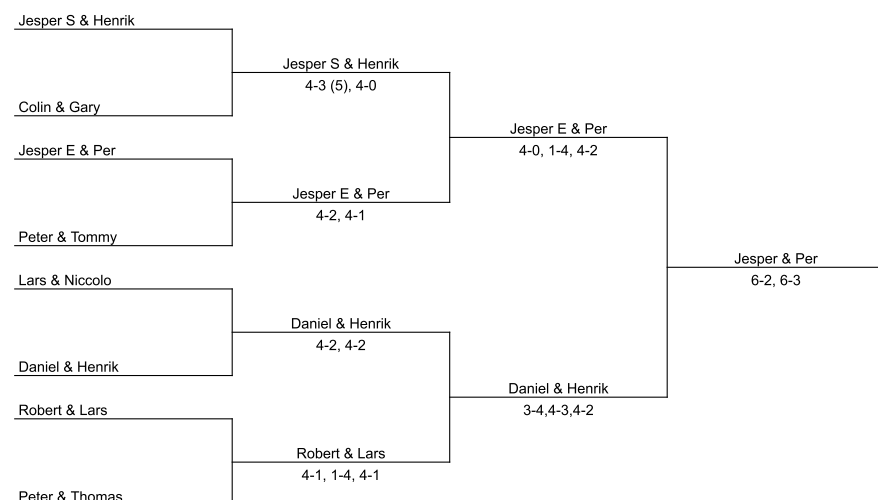 Jesper S & Henrik
Jesper S & Henrik
4-3 (5), 4-0
Colin & Gary
Jesper E & Per
4-0, 1-4, 4-2
Jesper E & Per
Jesper E & Per
4-2, 4-1
Peter & Tommy
Jesper & Per
6-2, 6-3
Lars & Niccolo
Daniel & Henrik
4-2, 4-2
Daniel & Henrik
Daniel & Henrik
3-4,4-3,4-2
Robert & Lars
Robert & Lars
4-1, 1-4, 4-1
Peter & Thomas